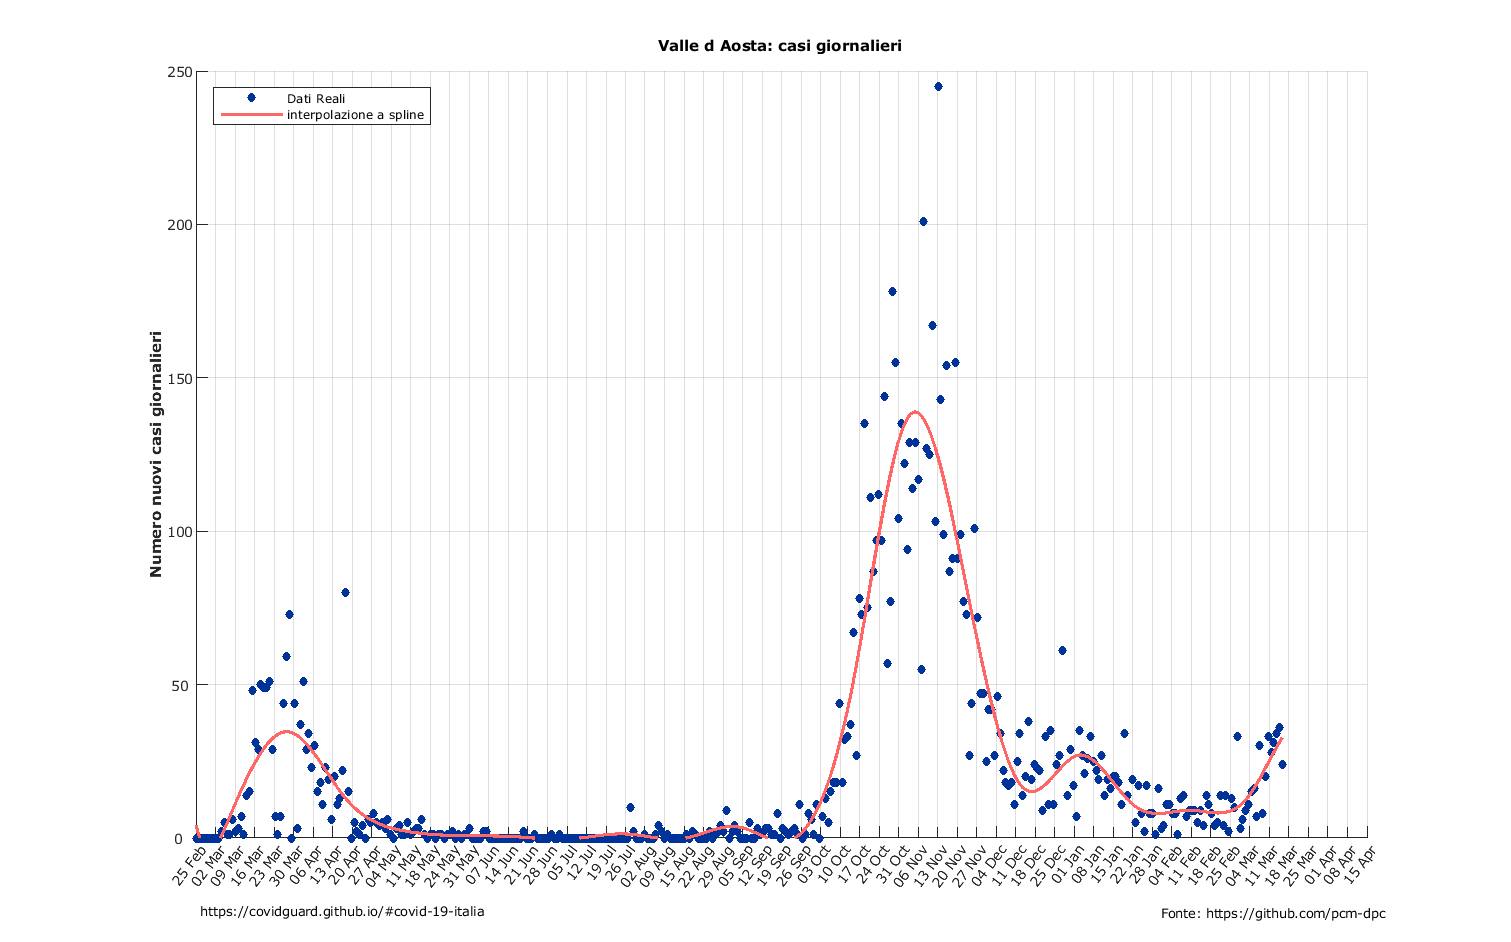 Valle d Aosta: casi giornalieri
Dati Reali
interpolazione a spline
Numero nuovi casi giornalieri
250
200
150
100
50
0
25 Feb
02 Mar
09 Mar
16 Mar
23 Mar
30 Mar
06 Apr
13 Apr
20 Apr
27 Apr
04 May
11 May
18 May
24 May
31 May
07 Jun
14 Jun
21 Jun
28 Jun
05 Jul
12 Jul
19 Jul
26 Jul
02 Aug
09 Aug
15 Aug
22 Aug
29 Aug
05 Sep
12 Sep
19 Sep
26 Sep
03 Oct
10 Oct
17 Oct
24 Oct
31 Oct
06 Nov
13 Nov
20 Nov
27 Nov
04 Dec
11 Dec
18 Dec
25 Dec
01 Jan
08 Jan
15 Jan
22 Jan
28 Jan
04 Feb
11 Feb
18 Feb
25 Feb
04 Mar
11 Mar
18 Mar
25 Mar
01 Apr
08 Apr
15 Apr
https://covidguard.github.io/#covid-19-italia
Fonte: https://github.com/pcm-dpc